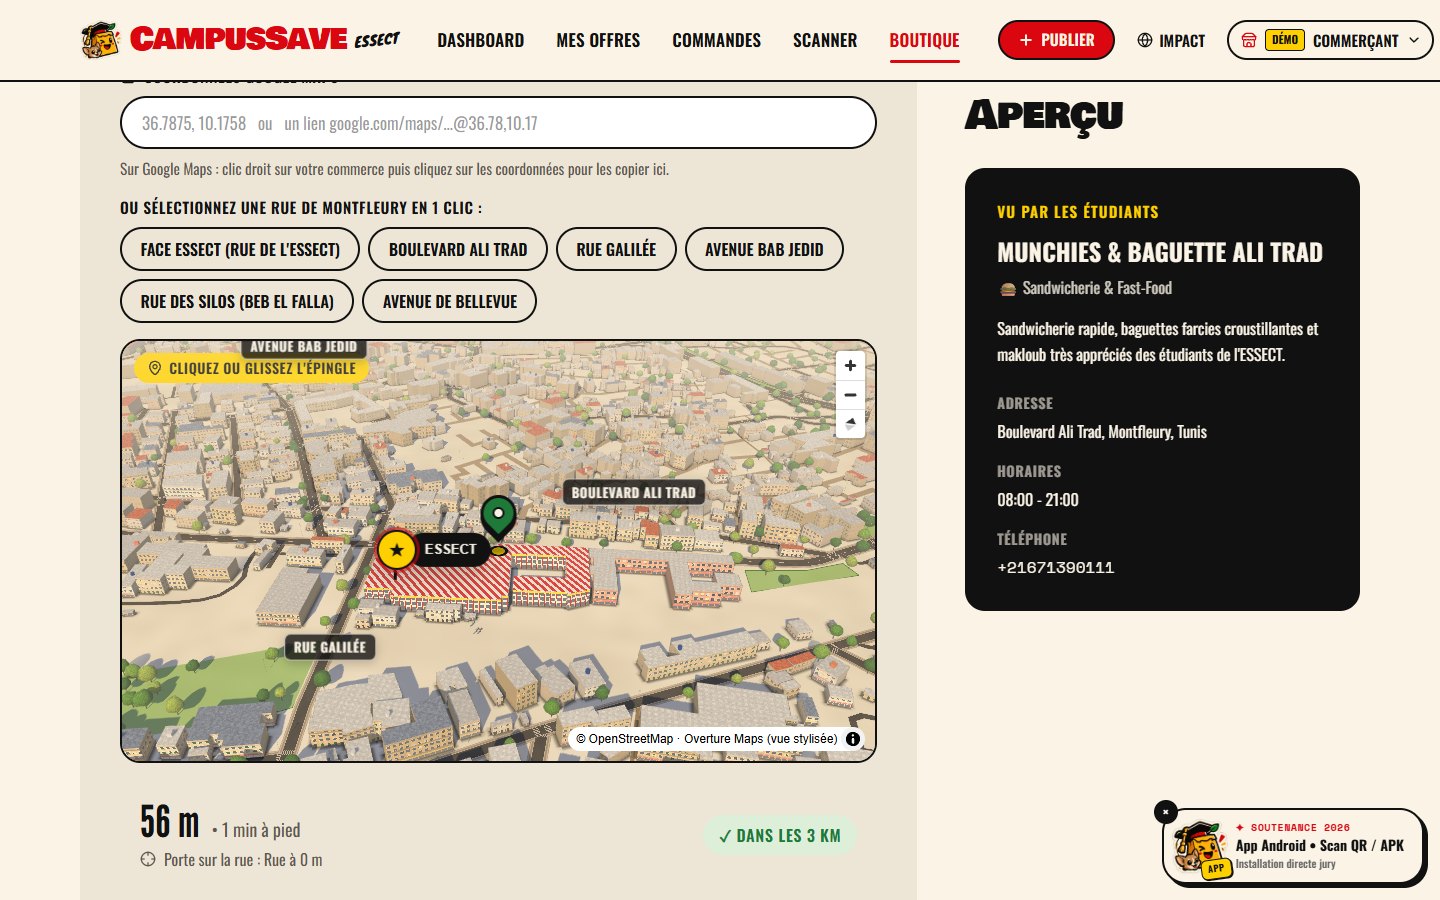 CAMPUSSAVE ESSECT
DASHBOARD
MES OFFRES
COMMANDES
SCANNER
BOUTIQUE
PUBLIER
IMPACT
DÉMO COMMERÇANT
36.7875, 10.1758 ou un lien google.com/maps/...@36.78,10.17
Sur Google Maps : clic droit sur votre commerce puis cliquez sur les coordonnées pour les copier ici.
OU SÉLECTIONNEZ UNE RUE DE MONTFLEURY EN 1 CLIC :
FACE ESSECT (RUE DE L'ESSECT)
BOULEVARD ALI TRAD
RUE GALILÉE
AVENUE BAB JEDID
RUE DES SILOS (BEB EL FALLA)
AVENUE DE BELLEVUE
AVENUE BAB JEDID
CLIQUEZ OU GLISSEZ L'ÉPINGLE
BOULEVARD ALI TRAD
ESSECT
RUE GALILÉE
© OpenStreetMap · Overture Maps (vue stylisée)
56 m • 1 min à pied
Porte sur la rue : Rue à 0 m
✓ DANS LES 3 KM
APERÇU
VU PAR LES ÉTUDIANTS
MUNCHIES & BAGUETTE ALI TRAD
Sandwicherie & Fast-Food
Sandwicherie rapide, baguettes farcies croustillantes et
makloub très appréciés des étudiants de l'ESSECT.
ADRESSE
Boulevard Ali Trad, Montfleury, Tunis
HORAIRES
08:00 - 21:00
TÉLÉPHONE
+21671390111
✦ SOUTENANCE 2026
App Android • Scan QR / APK
Installation directe jury
APP